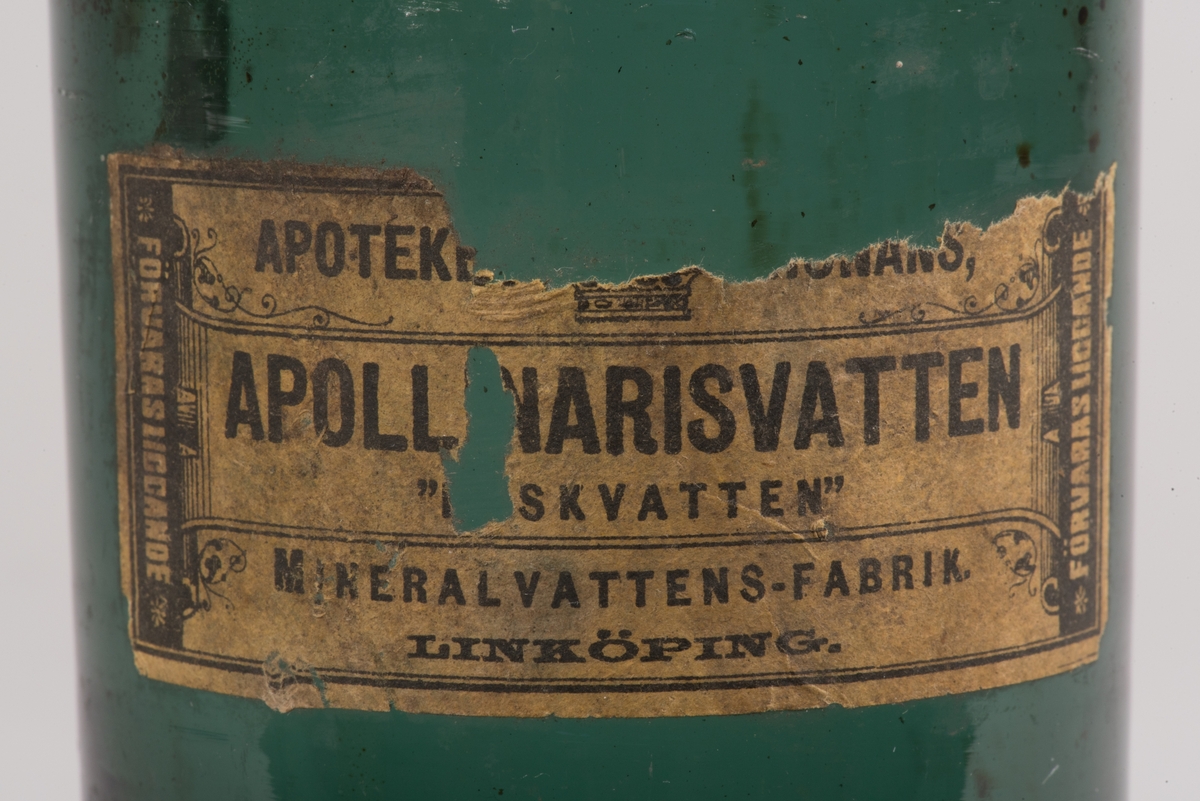 APOTEKE
APOLL NARISVATTEN
SKVATTEN”
MINERALVATTENS-FABRIK.
LINKÖPING.
FÖRVARAS LIGGANDE
FÖRVARAS LIGGANDE